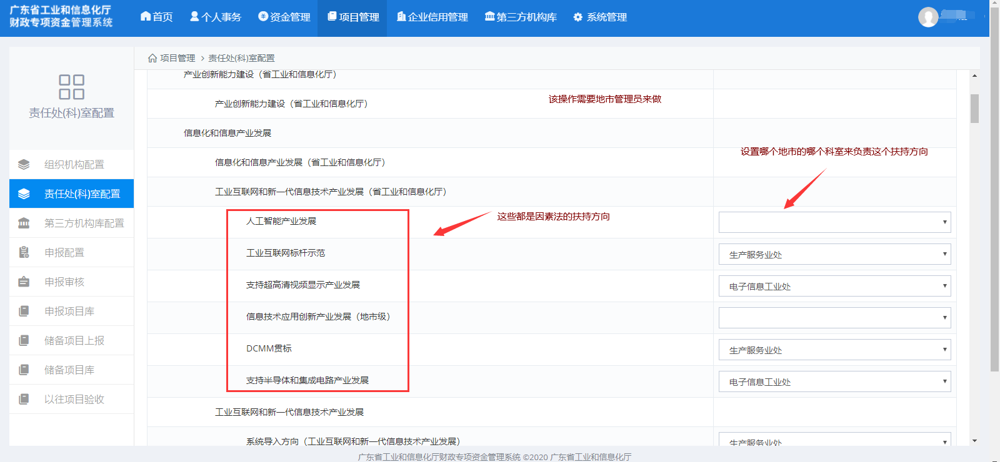 广东省工业和信息化厅
财政专项资金管理系统
首页
个人事务
资金管理
项目管理
企业信用管理
第三方机构库
系统管理
项目管理 > 责任处(科)室配置
责任处(科)室配置
组织机构配置
责任处(科)室配置
第三方机构库配置
申报配置
申报审核
申报项目库
储备项目上报
储备项目库
以往项目验收
产业创新能力建设（省工业和信息化厅）
产业创新能力建设（省工业和信息化厅）
该操作需要地市管理员来做
信息化和信息产业发展
设置哪个地市的哪个科室来负责这个扶持方向
信息化和信息产业发展（省工业和信息化厅）
工业互联网和新一代信息技术产业发展（省工业和信息化厅）
人工智能产业发展
这些都是因素法的扶持方向
工业互联网标杆示范
生产服务业处
支持超高清视频显示产业发展
电子信息工业处
信息技术应用创新产业发展（地市级）
DCMM贯标
生产服务业处
支持半导体和集成电路产业发展
电子信息工业处
工业互联网和新一代信息技术产业发展
系统导入方向（工业互联网和新一代信息技术产业发展）
生产服务业处
广东省工业和信息化厅财政专项资金管理系统 ©2020 广东省工业和信息化厅